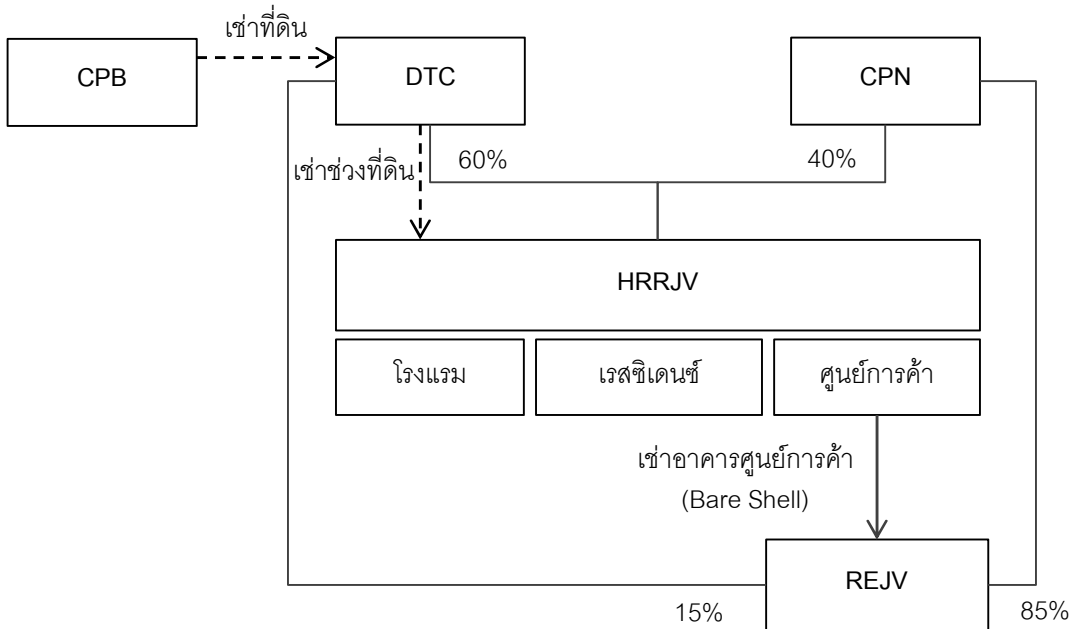 เช่าที่ดิน
CPB
DTC
CPN
เช่าช่วงที่ดิน
60%
40%
HRRJV
โรงแรม
เรสซิเดนซ์
ศูนย์การค้า
เช่าอาคารศูนย์การค้า
(Bare Shell)
REJV
15%
85%